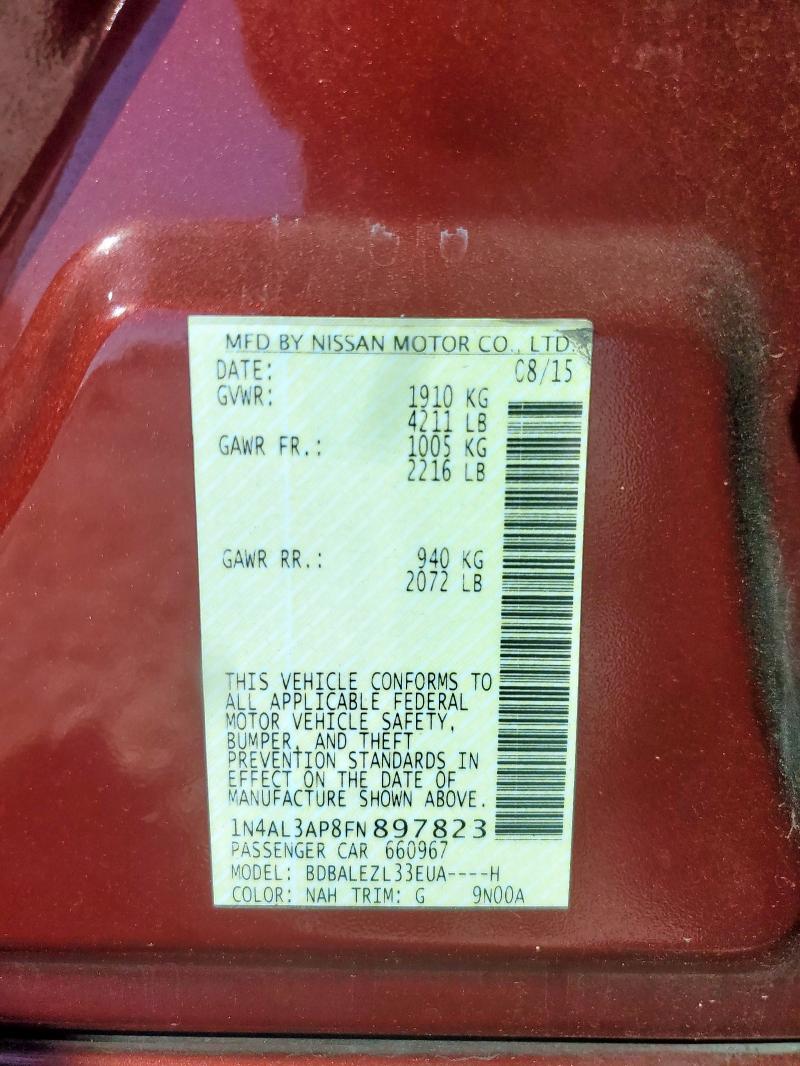 MFD BY NISSAN MOTOR CO., LTD.
DATE: 08/15
GVWR: 1910 KG
4211 LB
GAWR FR.: 1005 KG
2216 LB
GAWR RR.: 940 KG
2072 LB
THIS VEHICLE CONFORMS TO
ALL APPLICABLE FEDERAL
MOTOR VEHICLE SAFETY,
BUMPER, AND THEFT
PREVENTION STANDARDS IN
EFFECT ON THE DATE OF
MANUFACTURE SHOWN ABOVE.
1N4AL3AP8FN897823
PASSENGER CAR 660967
MODEL: BDBALEZL33EUA----H
COLOR: NAH TRIM: G 9N00A